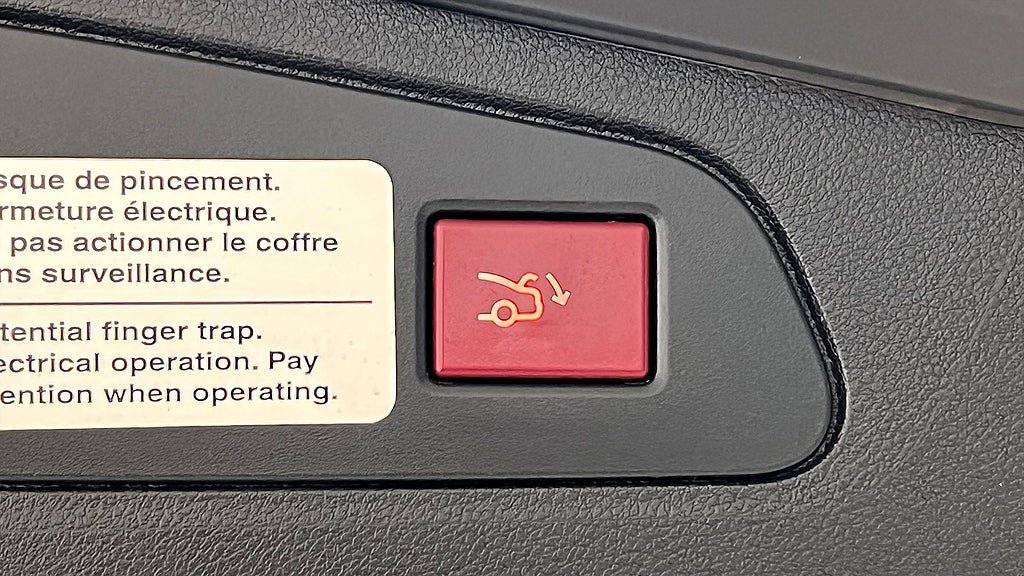 sque de pincement.
rmeture électrique.
pas actionner le coffre
ns surveillance.
tential finger trap.
ectrical operation. Pay
ention when operating.